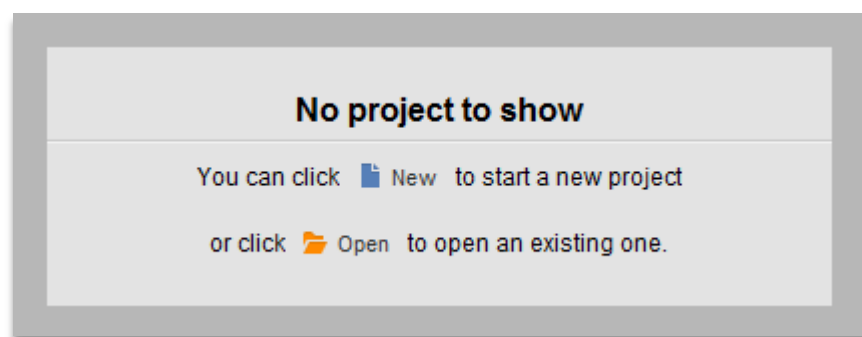 No project to show
You can click New to start a new project
or click Open to open an existing one.